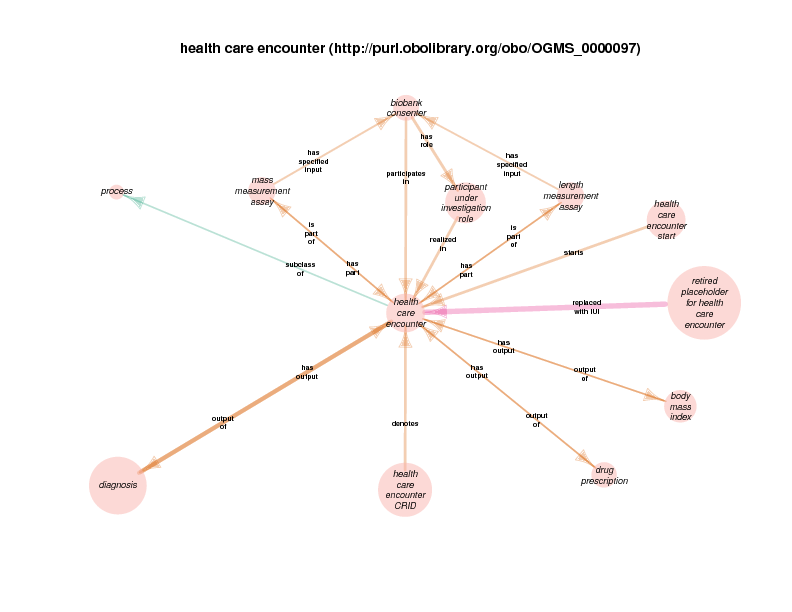 health care encounter (http://purl.obolibrary.org/obo/OGMS_0000097)
biobank
consenter
has
role
has
specified
input
has
specified
input
participates
in
process
mass
measurement
assay
participant
under
investigation
role
length
measurement
assay
health
care
encounter
start
is
part
of
is
part
of
realized
in
starts
subclass
of
has
part
has
part
health
care
encounter
retired
placeholder
for health
care
encounter
replaced
with IUI
has
output
output
of
has
output
has
output
output
of
body
mass
index
output
of
denotes
output
of
diagnosis
health
care
encounter
CRID
drug
prescription